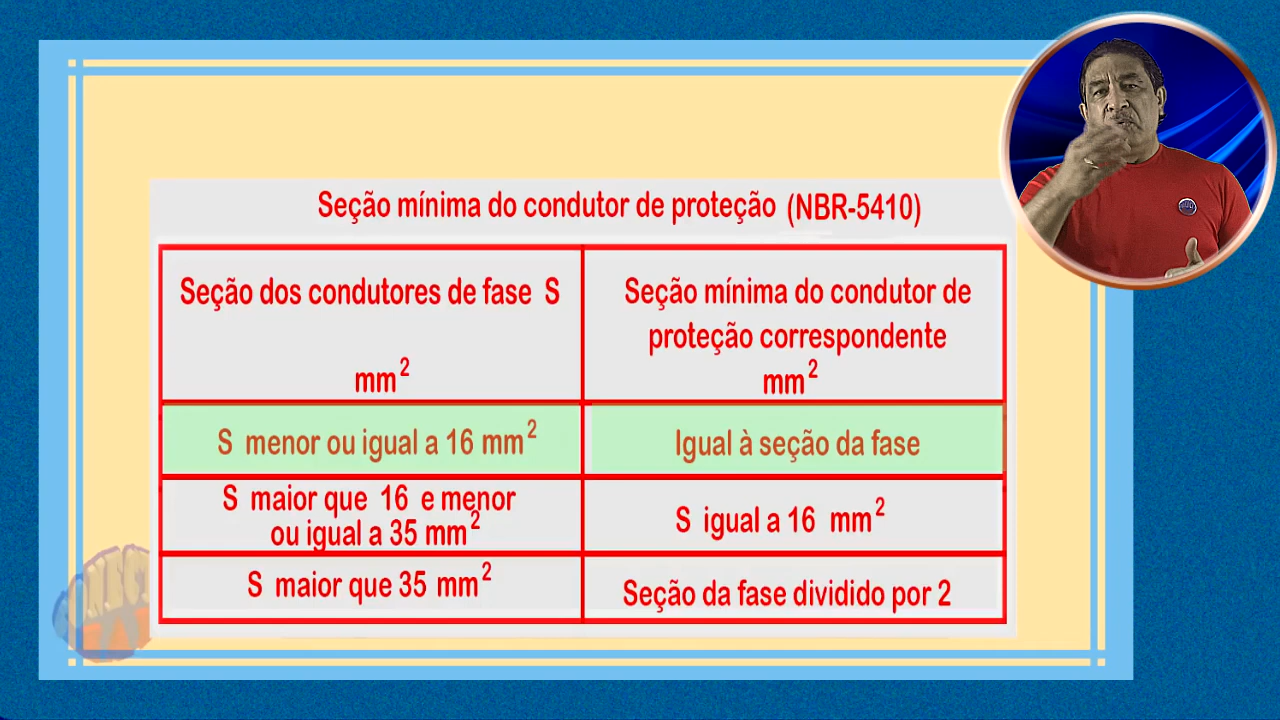 Seção mínima do condutor de proteção (NBR-5410)
Seção dos condutores de fase S
mm²
Seção mínima do condutor de
proteção correspondente
mm²
S menor ou igual a 16 mm²
Igual à seção da fase
S maior que 16 e menor
ou igual a 35 mm²
S igual a 16 mm²
S maior que 35 mm²
Seção da fase dividido por 2